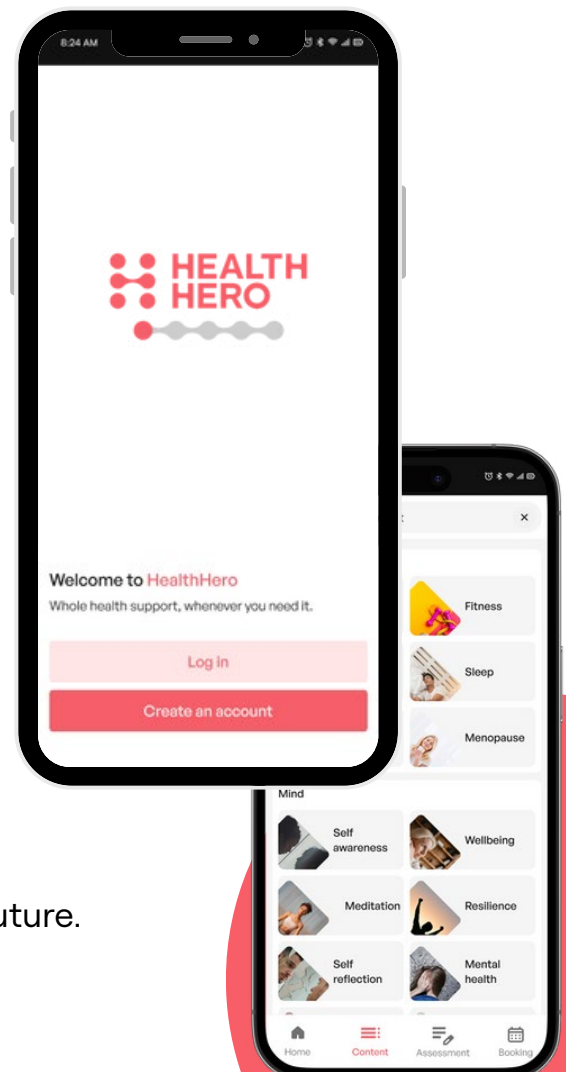 8:24 AM
HEALTH
HERO
Welcome to HealthHero
Whole health support, whenever you need it.
Log in
Create an account
Fitness
Sleep
Menopause
Mind
Self
awareness
Wellbeing
Meditation
Resilience
Self
reflection
Mental
health
Home
Content
Assessment
Booking
uture.